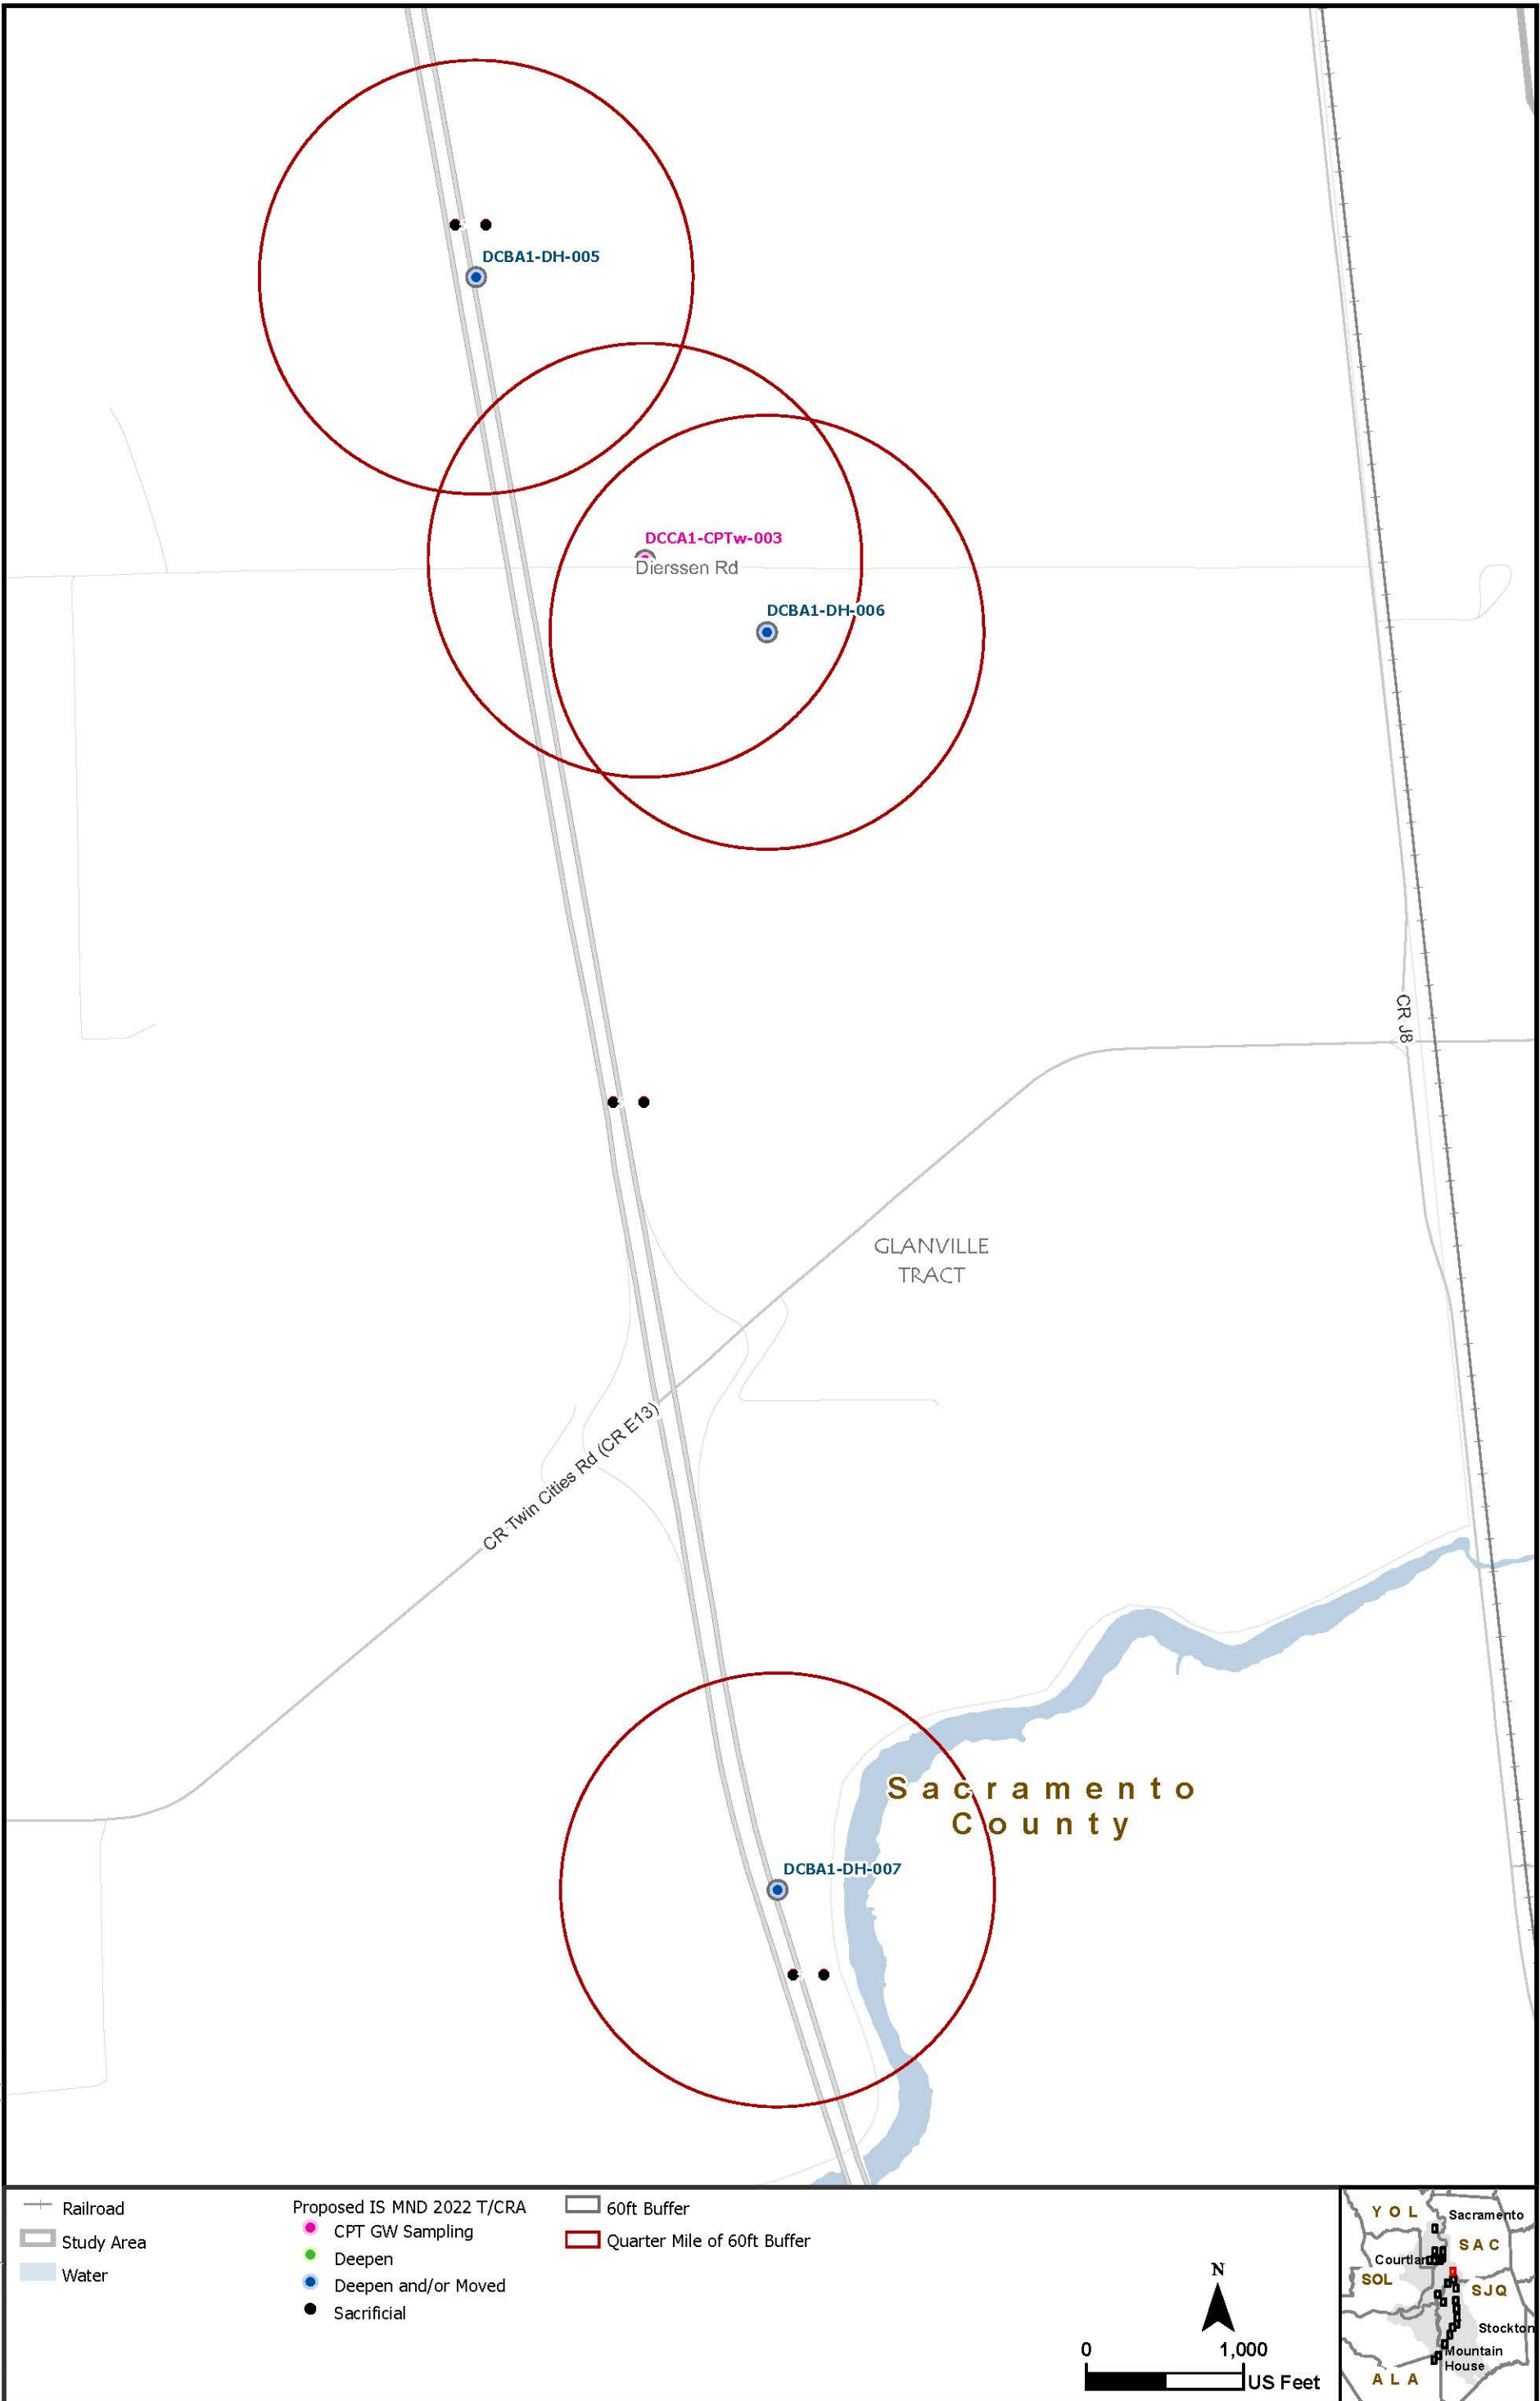 DCBA1-DH-005
DCCA1-CPTw-003
Dierssen Rd
DCBA1-DH-006
CR J8
GLANVILLE
TRACT
CR Twin Cities Rd (CR E13)
Sacramento
County
DCBA1-DH-007
Railroad
Study Area
Water
Proposed IS MND 2022 T/CRA
CPT GW Sampling
Deepen
Deepen and/or Moved
Sacrificial
60ft Buffer
Quarter Mile of 60ft Buffer
N
0 1,000
US Feet
YOL
Sacramento
SAC
SOL
SJQ
Stockton
Mountain
House
ALA